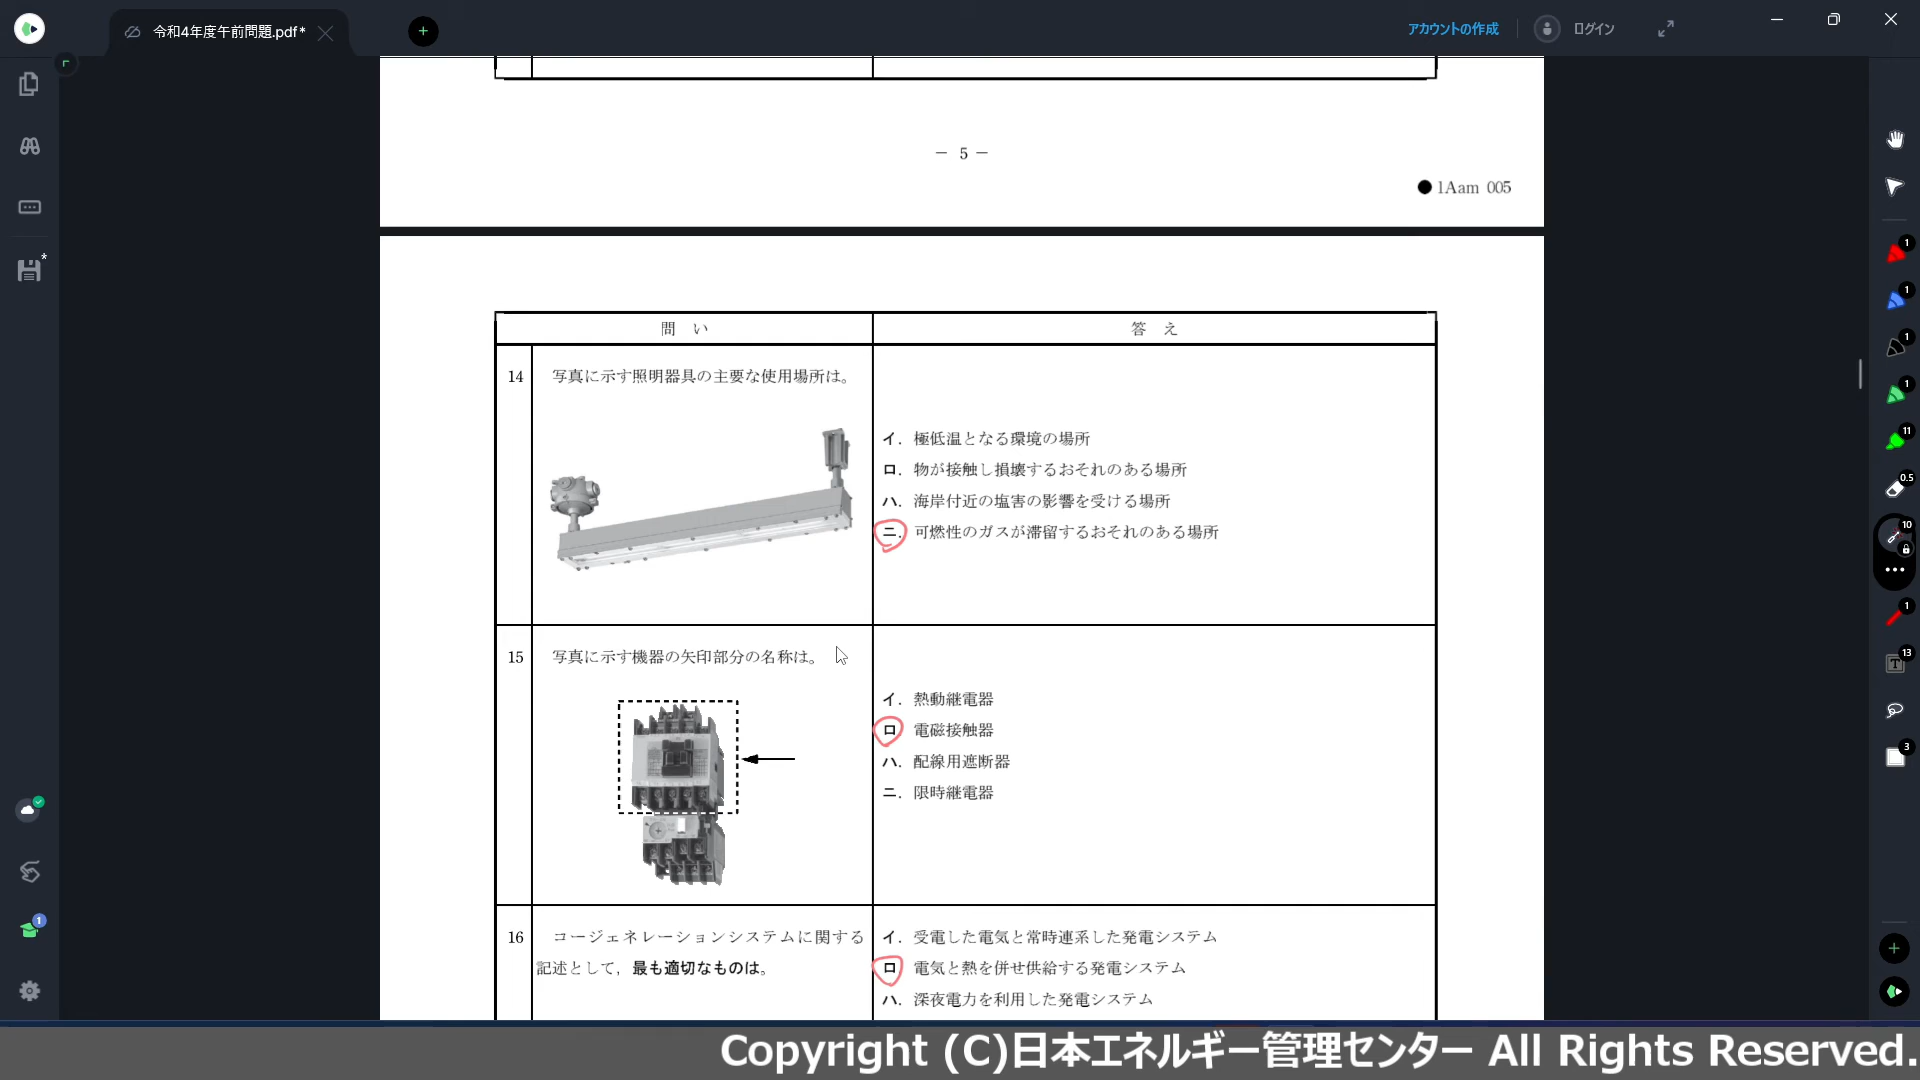 令和4年度午前問題.pdf*
アカウントの作成
ログイン
－ 5 －
●1Aam 005
問 い
答 え
14
写真に示す照明器具の主要な使用場所は。
イ．極低温となる環境の場所
ロ．物が接触し損壊するおそれのある場所
ハ．海岸付近の塩害の影響を受ける場所
ニ．可燃性のガスが滞留するおそれのある場所
15
写真に示す機器の矢印部分の名称は。
イ．熱動継電器
ロ．電磁接触器
ハ．配線用遮断器
ニ．限時継電器
16
コージェネレーションシステムに関する
記述として，最も適切なものは。
イ．受電した電気と常時連系した発電システム
ロ．電気と熱を併せ供給する発電システム
ハ．深夜電力を利用した発電システム
1
1
1
1
11
0.5
10
1
13
3
1
Copyright (C)日本エネルギー管理センター All Rights Reserved.